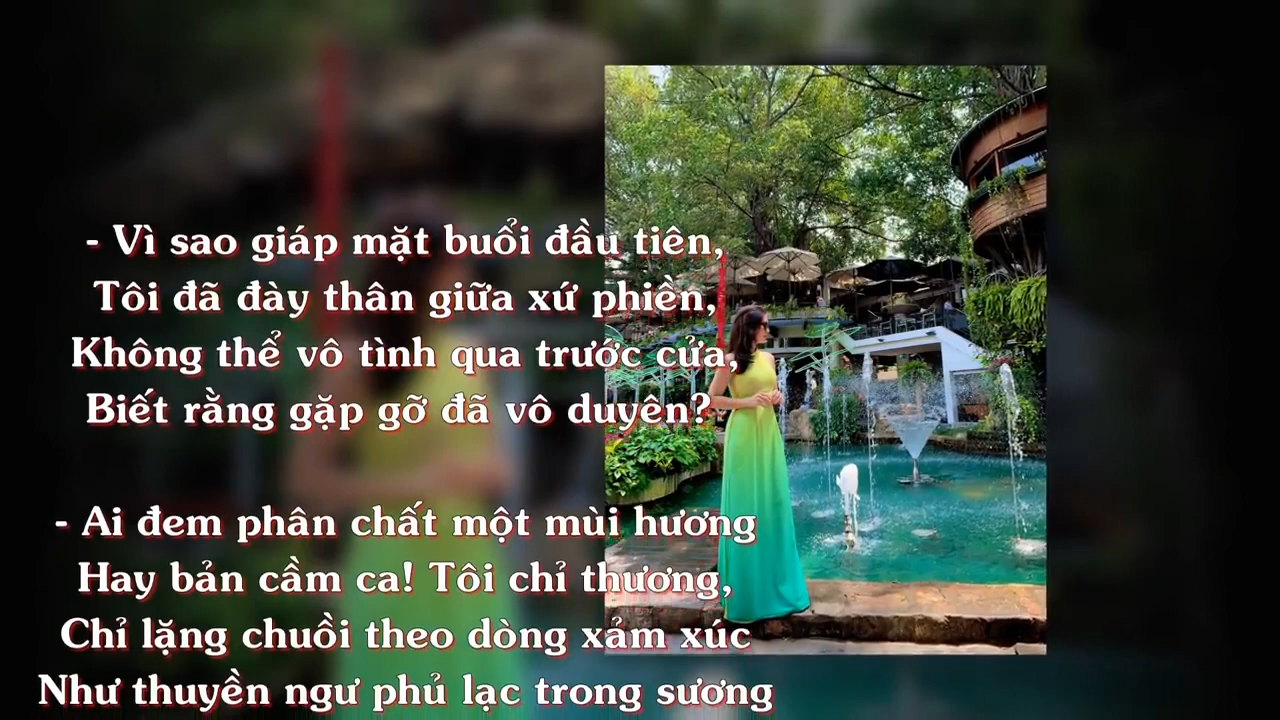 - Vì sao giáp mặt buổi đầu tiên,
Tôi đã đày thân giữa xứ phiền,
Không thể vô tình qua trước cửa,
Biết rằng gặp gỡ đã vô duyên?
- Ai đem phân chất một mùi hương
Hay bản cầm ca! Tôi chỉ thương,
Chỉ lặng chuồi theo dòng xảm xúc
Như thuyền ngư phủ lạc trong sương